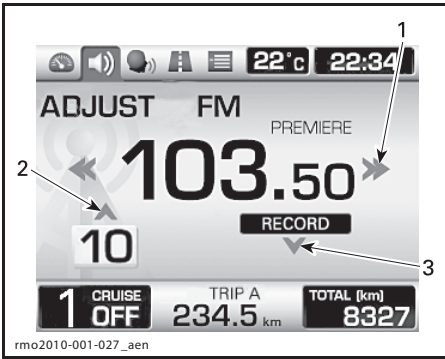 1
22°c 22:34
ADJUST FM
PREMIERE
2
103.50
RECORD
10
3
1 CRUISE OFF
TRIP A
234.5 km
TOTAL [km]
8327
rmo2010-001-027_aen